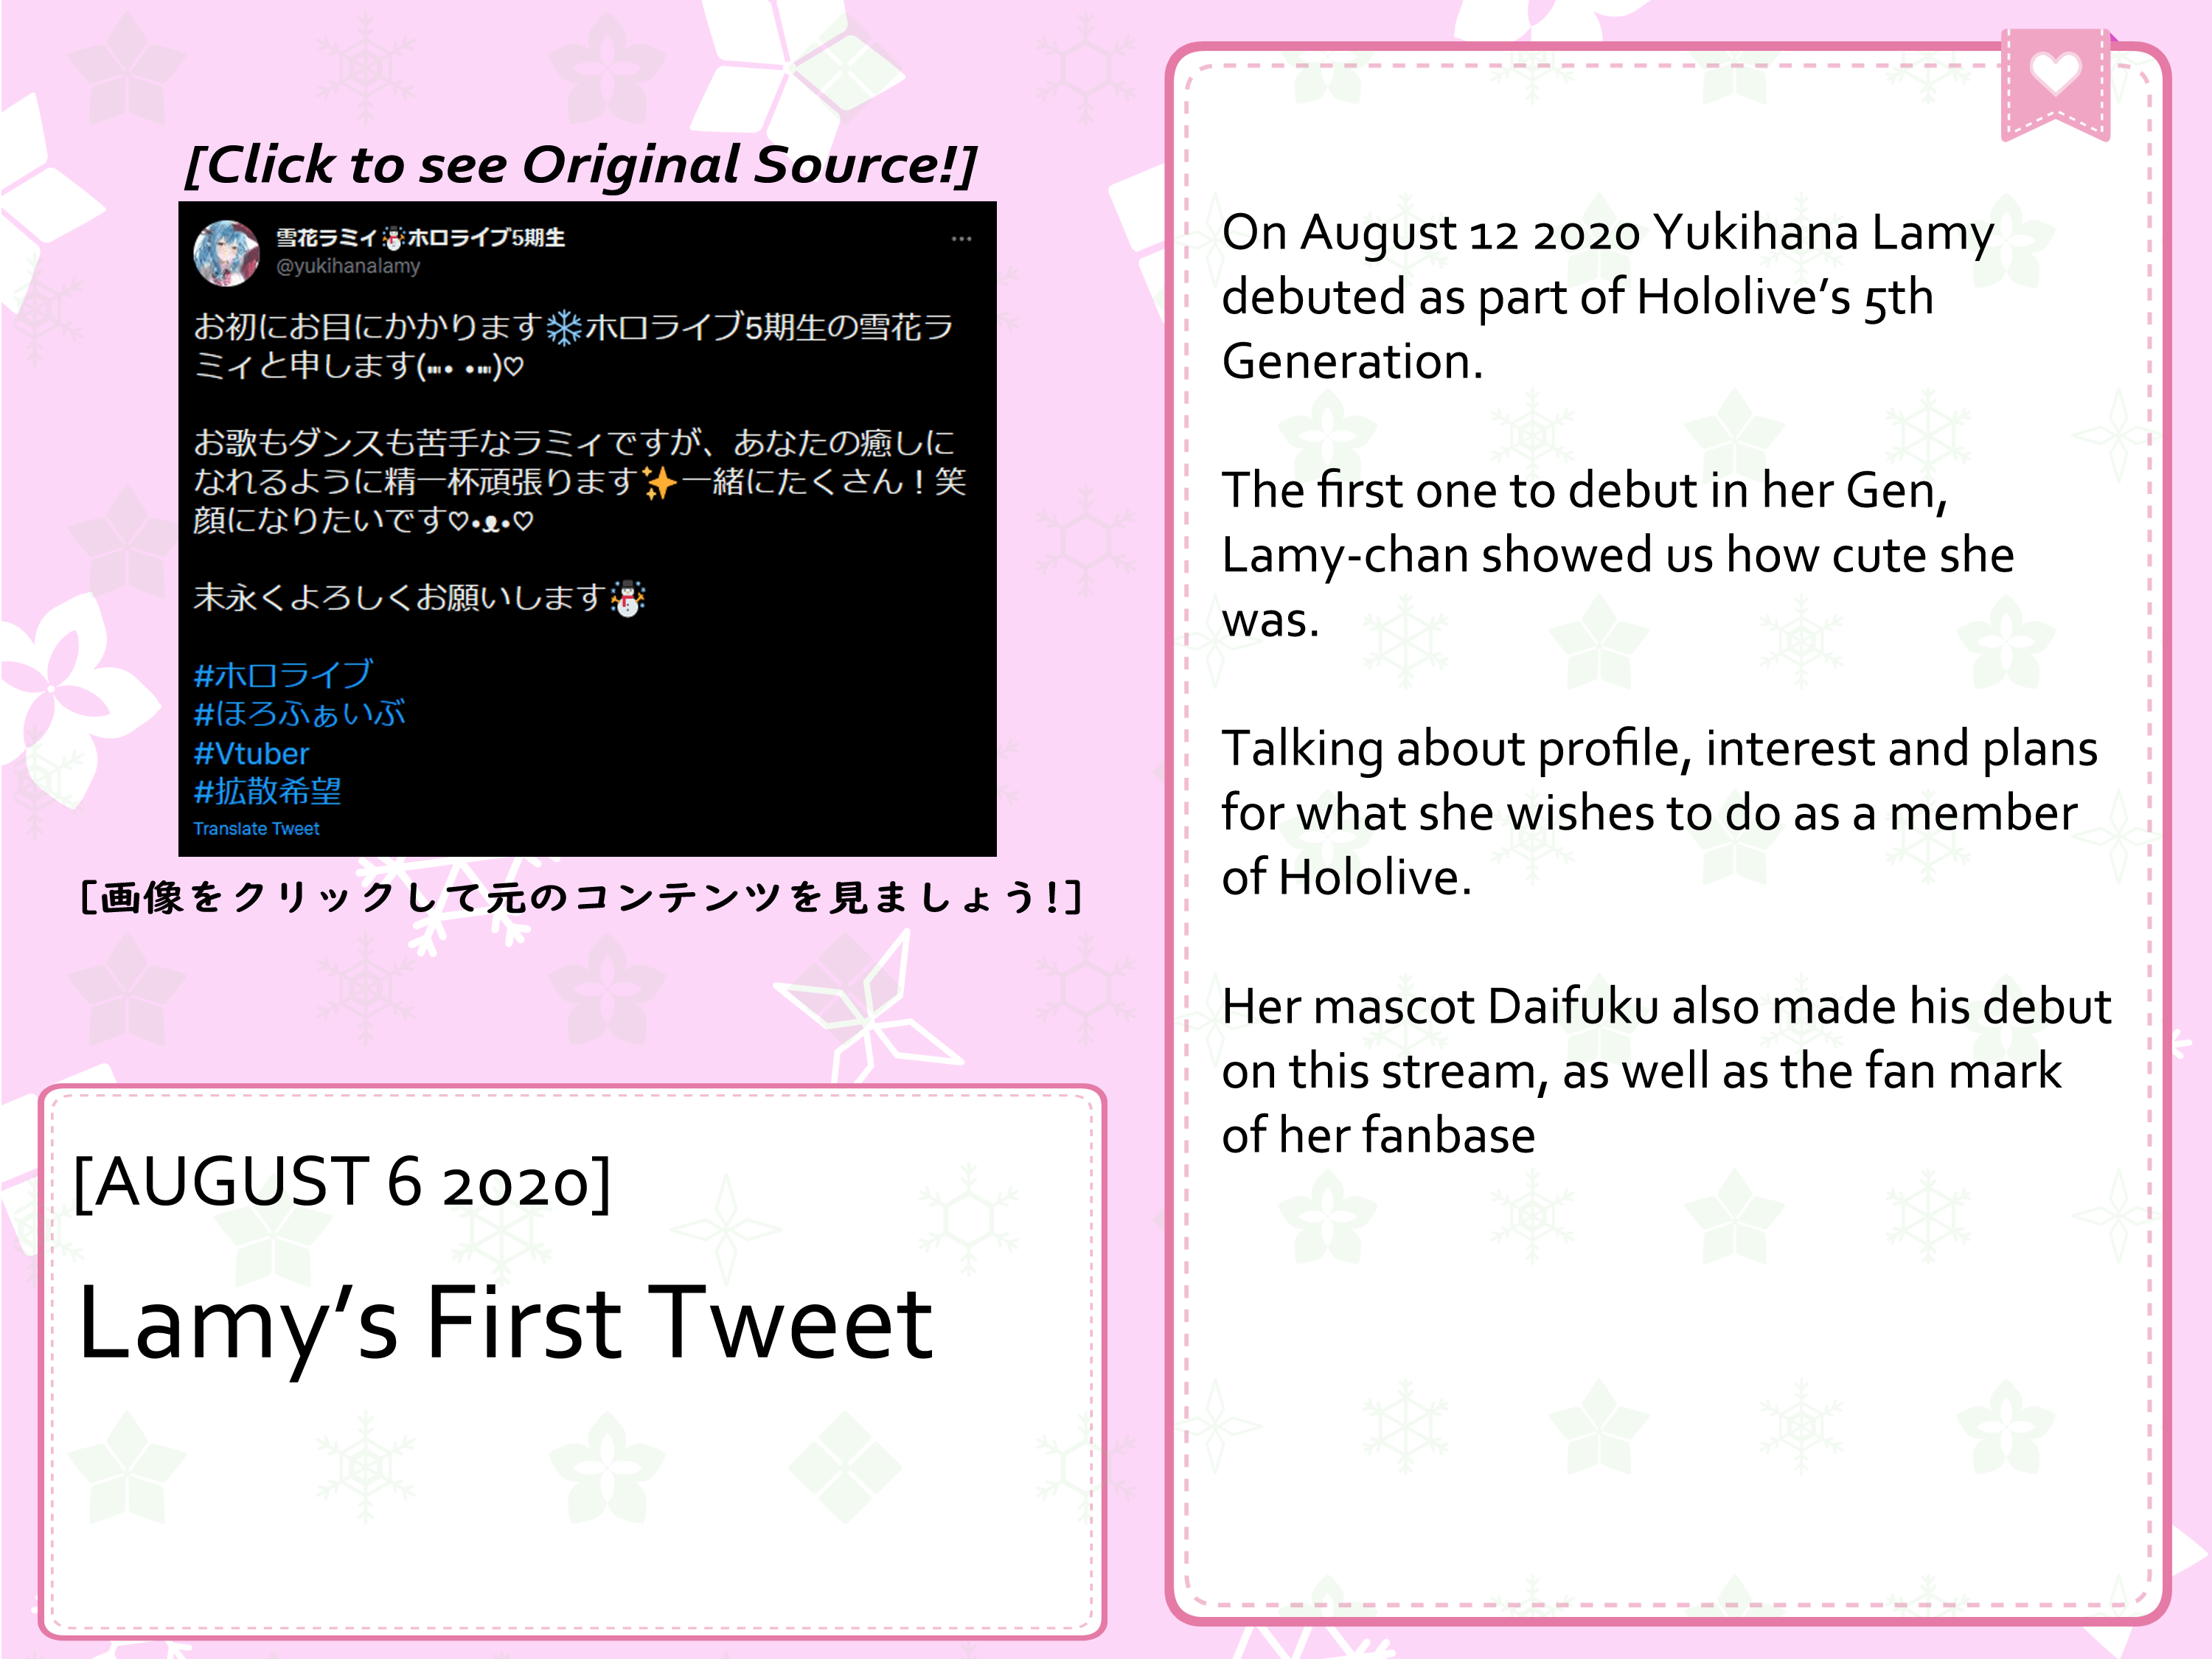 [Click to see Original Source!]
雪花ラミィ☃️ホロライブ5期生
@yukihanalamy
お初にお目にかかります❄️ホロライブ5期生の雪花ラ
ミィと申します(⑉• •⑉)♡
お歌もダンスも苦手なラミィですが、あなたの癒しに
なれるように精一杯頑張ります✨一緒にたくさん！笑
顔になりたいです♡•ᴥ•♡
末永くよろしくお願いします☃️
#ホロライブ
#ほろふぁいぶ
#Vtuber
#拡散希望
Translate Tweet
[画像をクリックして元のコンテンツを見ましょう!]
[AUGUST 6 2020]
Lamy's First Tweet
On August 12 2020 Yukihana Lamy
debuted as part of Hololive's 5th
Generation.
The first one to debut in her Gen,
Lamy-chan showed us how cute she
was.
Talking about profile, interest and plans
for what she wishes to do as a member
of Hololive.
Her mascot Daifuku also made his debut
on this stream, as well as the fan mark
of her fanbase